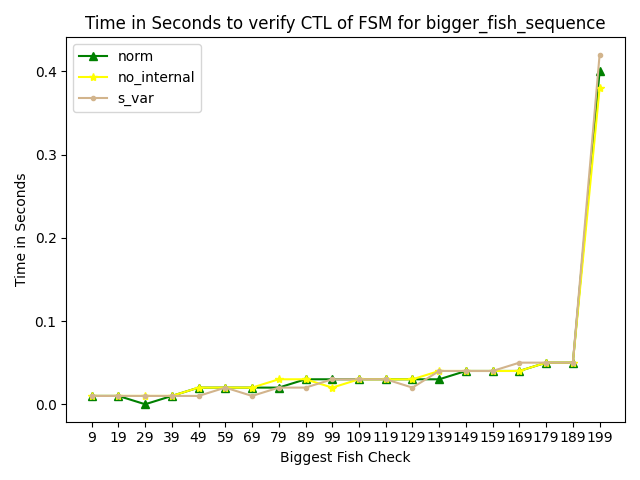 Time in Seconds to verify CTL of FSM for bigger_fish_sequence
norm
no_internal
s_var
0.4
0.3
0.2
0.1
0.0
Time in Seconds
9 19 29 39 49 59 69 79 89 99 109 119 129 139 149 159 169 179 189 199
Biggest Fish Check